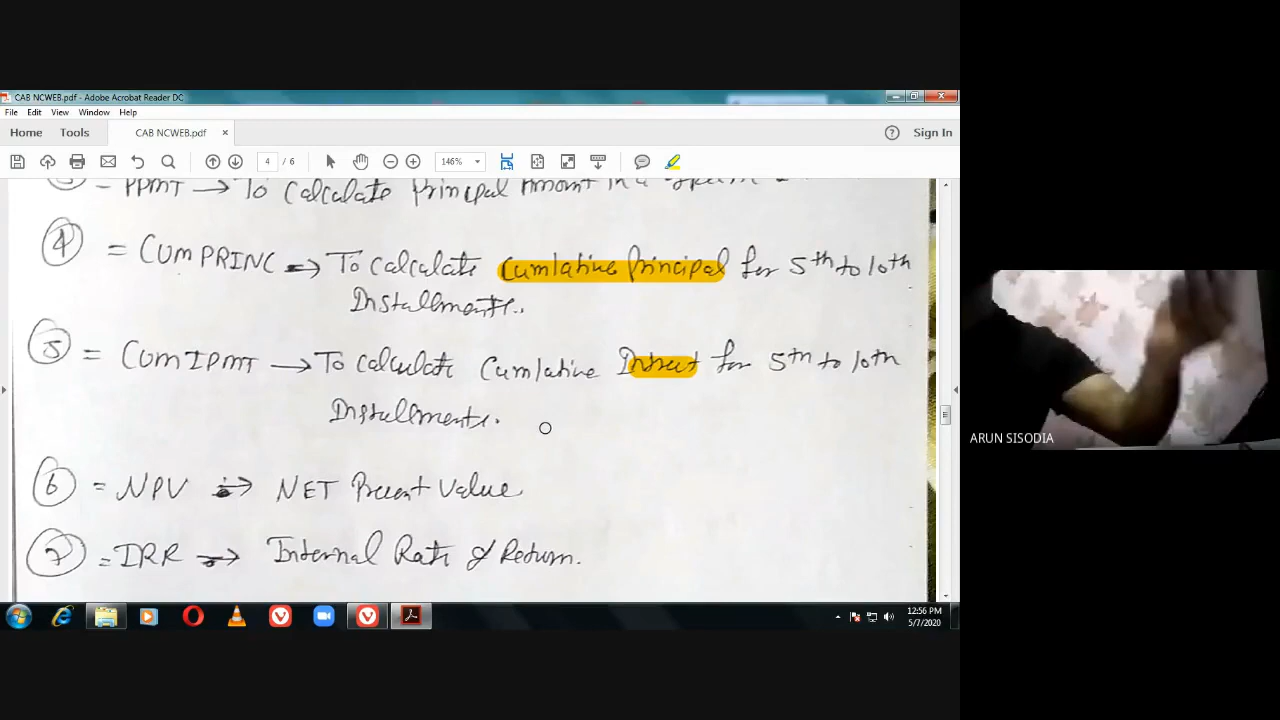 CAB NCWEB.pdf - Adobe Acrobat Reader DC
File Edit View Window Help
Home Tools CAB NCWEB.pdf × Sign In
4 / 6 146%
= PPMT → To Calculate Principal Amount in a
④ = CUMPRINC → To Calculate Cumlative Principal for 5th to 10th
Installments.
⑤ = CUMIPMT → To calculate Cumlative Intrest for 5th to 10th
Installments.
⑥ = NPV → NET Present Value
⑦ = IRR → Internal Rate of Return.
ARUN SISODIA
12:56 PM
5/7/2020